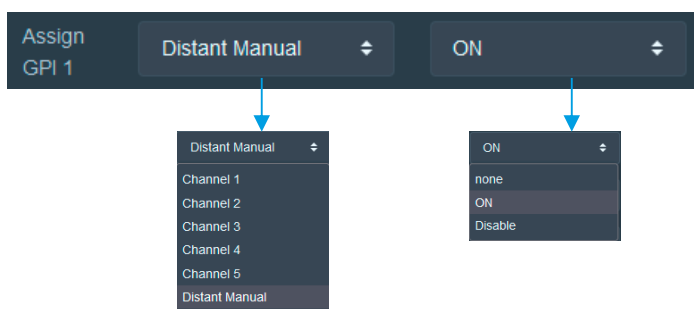 Assign
GPI 1
Distant Manual
ON
Distant Manual
Channel 1
Channel 2
Channel 3
Channel 4
Channel 5
Distant Manual
ON
none
ON
Disable